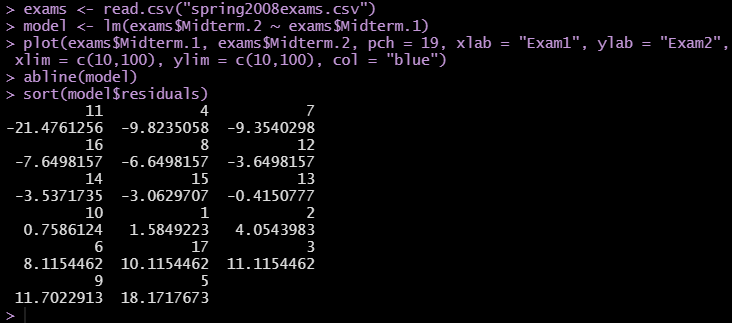 > exams <- read.csv("spring2008exams.csv")
> model <- lm(exams$Midterm.2 ~ exams$Midterm.1)
> plot(exams$Midterm.1, exams$Midterm.2, pch = 19, xlab = "Exam1", ylab = "Exam2",
 xlim = c(10,100), ylim = c(10,100), col = "blue")
> abline(model)
> sort(model$residuals)
11 4 7
-21.4761256 -9.8235058 -9.3540298
16 8 12
-7.6498157 -6.6498157 -3.6498157
14 15 13
-3.5371735 -3.0629707 -0.4150777
10 1 2
0.7586124 1.5849223 4.0543983
6 17 3
8.1154462 10.1154462 11.1154462
9 5
11.7022913 18.1717673
>